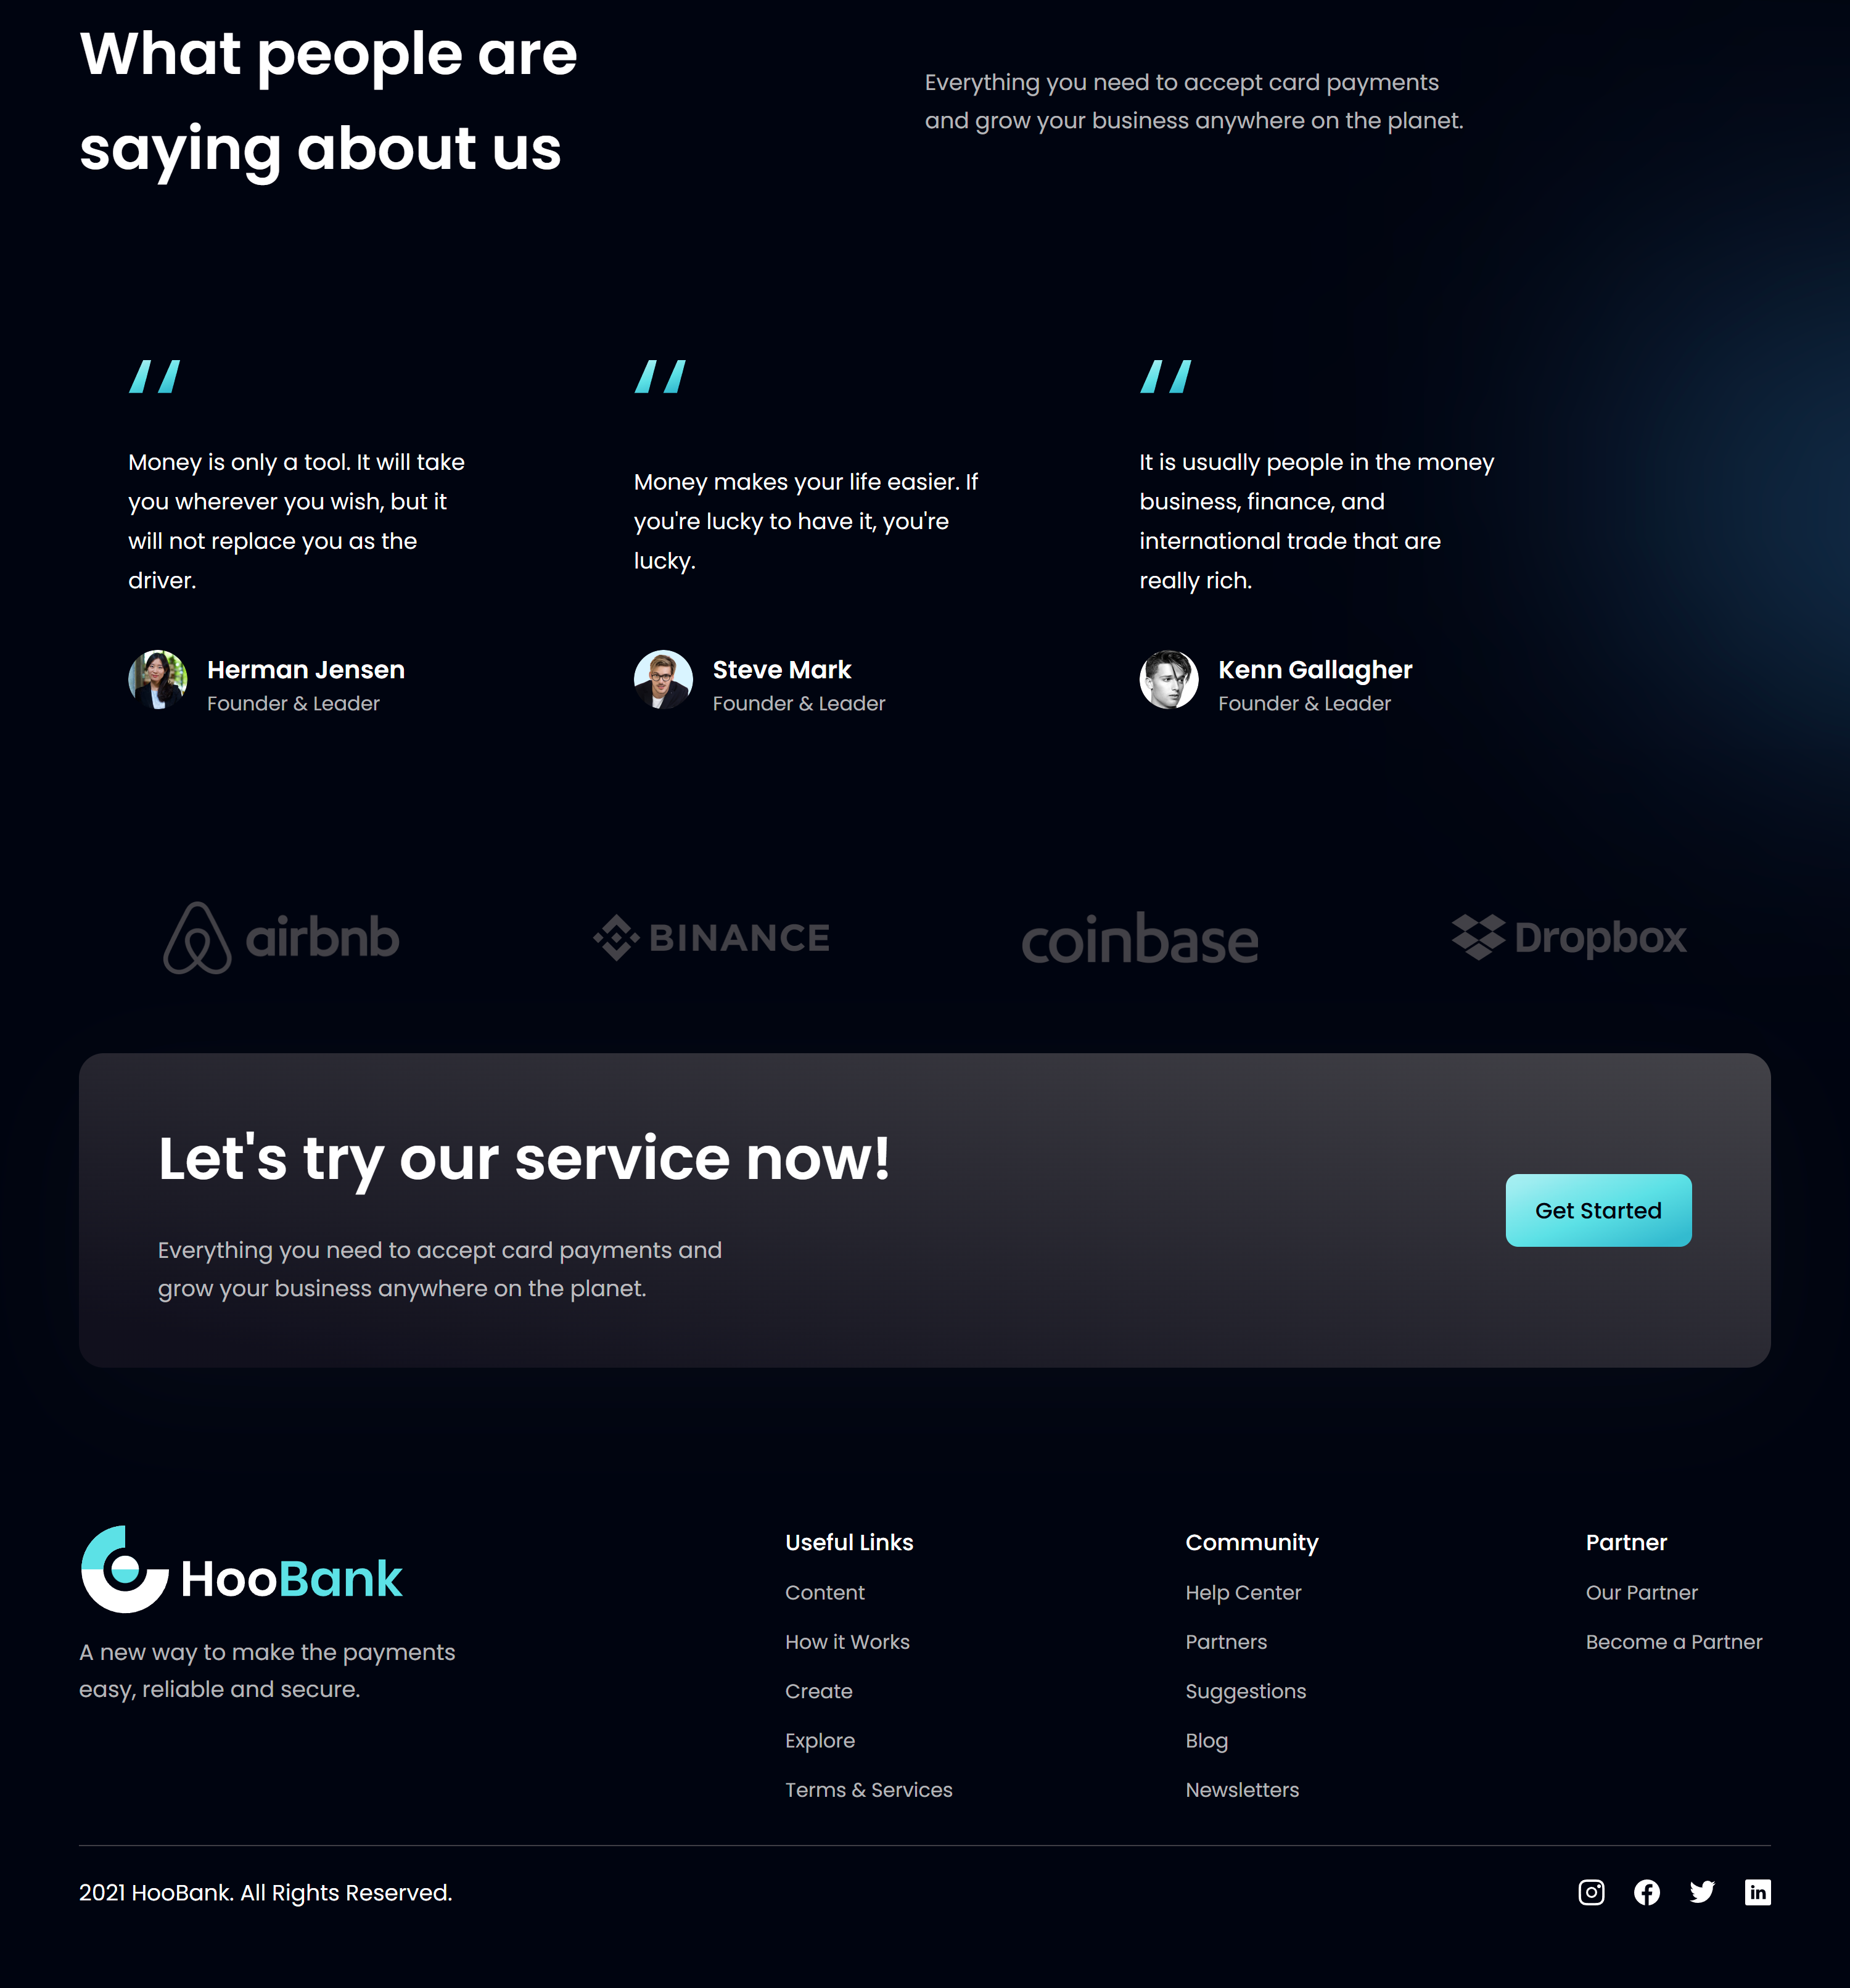 What people are
saying about us
Everything you need to accept card payments
and grow your business anywhere on the planet.
Money is only a tool. It will take
you wherever you wish, but it
will not replace you as the
driver.
Herman Jensen
Founder & Leader
Money makes your life easier. If
you're lucky to have it, you're
lucky.
Steve Mark
Founder & Leader
It is usually people in the money
business, finance, and
international trade that are
really rich.
Kenn Gallagher
Founder & Leader
airbnb
BINANCE
coinbase
Dropbox
Let's try our service now!
Everything you need to accept card payments and
grow your business anywhere on the planet.
Get Started
HooBank
A new way to make the payments
easy, reliable and secure.
Useful Links
Content
How it Works
Create
Explore
Terms & Services
Community
Help Center
Partners
Suggestions
Blog
Newsletters
Partner
Our Partner
Become a Partner
2021 HooBank. All Rights Reserved.
in